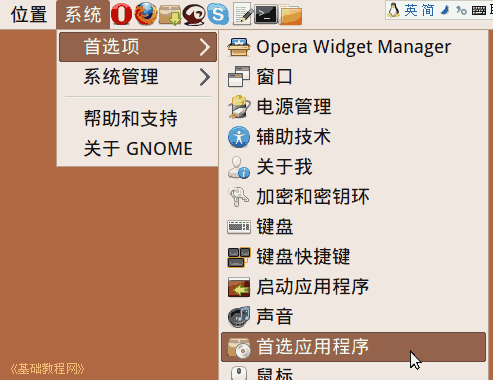 位置 系统 英 简
首选项
系统管理
帮助和支持
关于 GNOME
Opera Widget Manager
窗口
电源管理
辅助技术
关于我
加密和密钥环
键盘
键盘快捷键
启动应用程序
声音
首选应用程序
鼠标
《基础教程网》